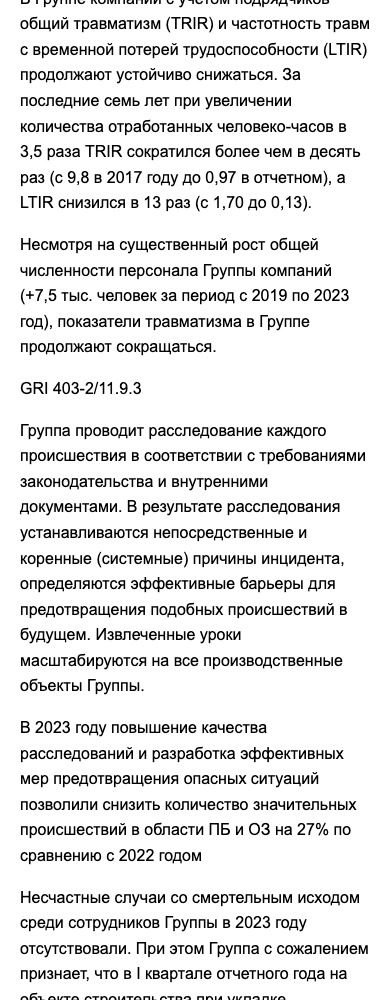 В Группе компаний с учетом подрядчиков
общий травматизм (TRIR) и частотность травм
с временной потерей трудоспособности (LTIR)
продолжают устойчиво снижаться. За
последние семь лет при увеличении
количества отработанных человеко-часов в
3,5 раза TRIR сократился более чем в десять
раз (с 9,8 в 2017 году до 0,97 в отчетном), а
LTIR снизился в 13 раз (с 1,70 до 0,13).
Несмотря на существенный рост общей
численности персонала Группы компаний
(+7,5 тыс. человек за период с 2019 по 2023
год), показатели травматизма в Группе
продолжают сокращаться.
GRI 403-2/11.9.3
Группа проводит расследование каждого
происшествия в соответствии с требованиями
законодательства и внутренними
документами. В результате расследования
устанавливаются непосредственные и
коренные (системные) причины инцидента,
определяются эффективные барьеры для
предотвращения подобных происшествий в
будущем. Извлеченные уроки
масштабируются на все производственные
объекты Группы.
В 2023 году повышение качества
расследований и разработка эффективных
мер предотвращения опасных ситуаций
позволили снизить количество значительных
происшествий в области ПБ и ОЗ на 27% по
сравнению с 2022 годом
Несчастные случаи со смертельным исходом
среди сотрудников Группы в 2023 году
отсутствовали. При этом Группа с сожалением
признает, что в I квартале отчетного года на
объекте строительства при укладке